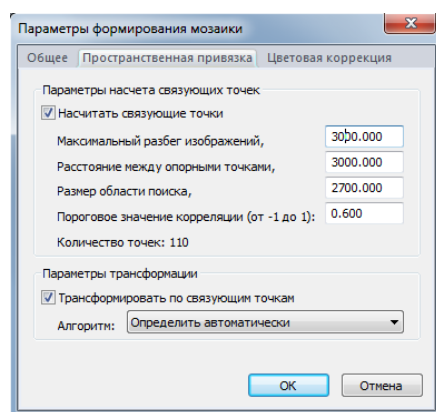 Параметры формирования мозаики
Общее Пространственная привязка Цветовая коррекция
Параметры насчета связующих точек
Насчитать связующие точки
Максимальный разбег изображений, 3000.000
Расстояние между опорными точками, 3000.000
Размер области поиска, 2700.000
Пороговое значение корреляции (от -1 до 1): 0.600
Количество точек: 110
Параметры трансформации
Трансформировать по связующим точкам
Алгоритм: Определить автоматически
ОК Отмена